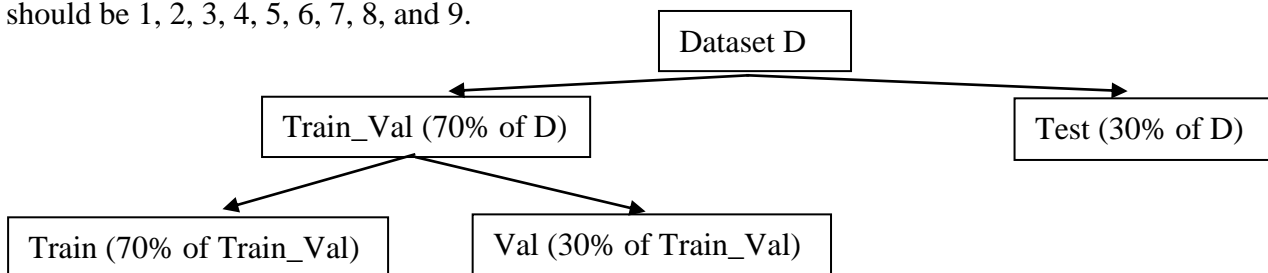 should be 1, 2, 3, 4, 5, 6, 7, 8, and 9.
Dataset D
Train_Val (70% of D)
Test (30% of D)
Train (70% of Train_Val)
Val (30% of Train_Val)